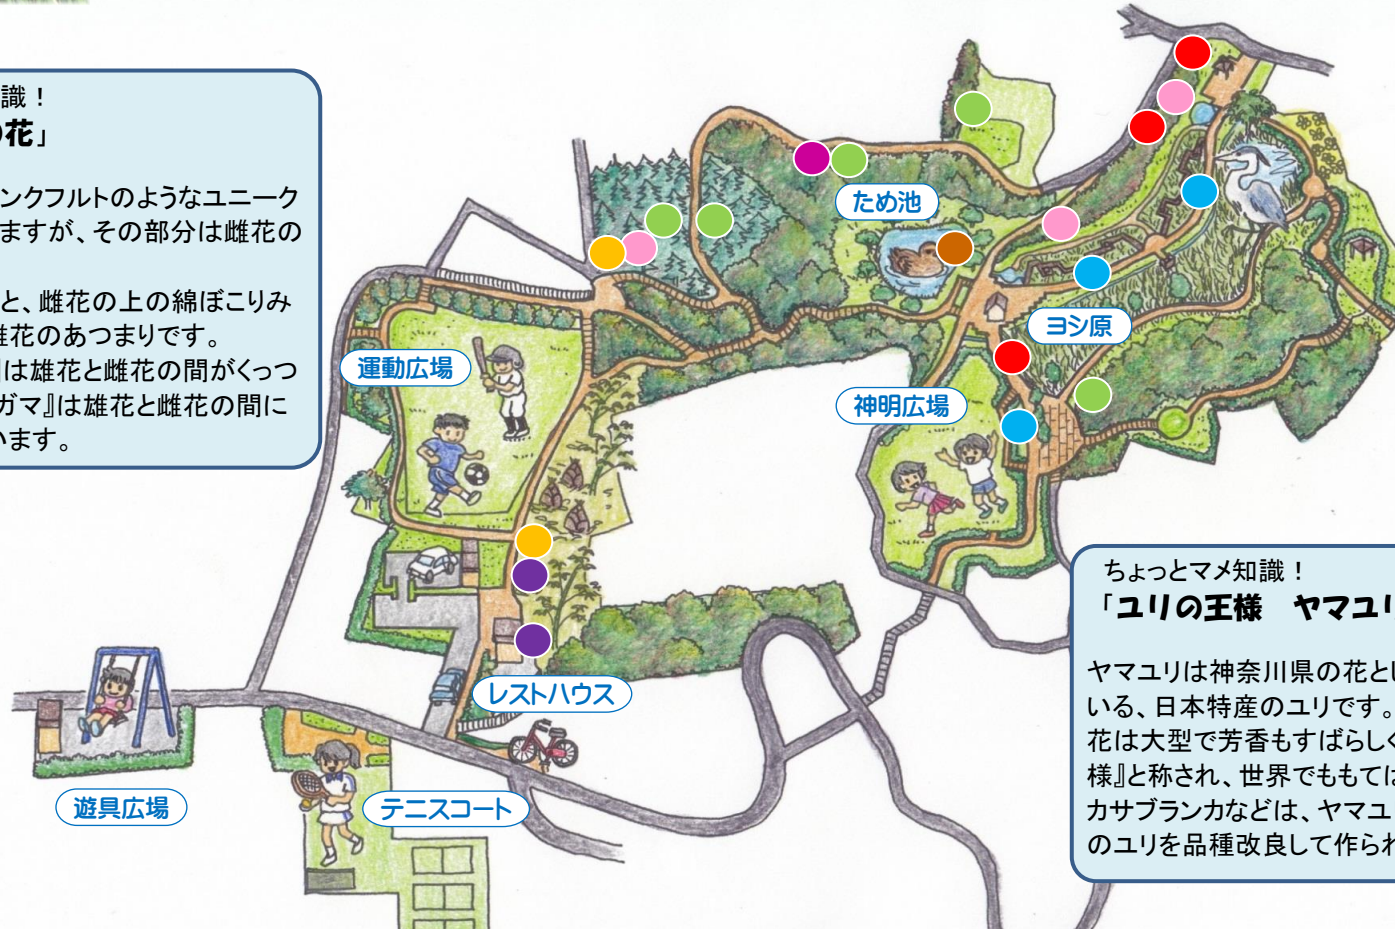 識！
の花」
ンクフルトのようなユニーク
ますが、その部分は雌花の
と、雌花の上の綿ぼこりみ
雄花のあつまりです。
は雄花と雌花の間がくっつ
ガマ』は雄花と雌花の間に
います。
ため池
ヨシ原
運動広場
神明広場
レストハウス
遊具広場
テニスコート
ちょっとマメ知識！
「ユリの王様　ヤマユリ
ヤマユリは神奈川県の花とし
いる、日本特産のユリです。
花は大型で芳香もすばらしく
様』と称され、世界でももては
カサブランカなどは、ヤマユ
のユリを品種改良して作られ